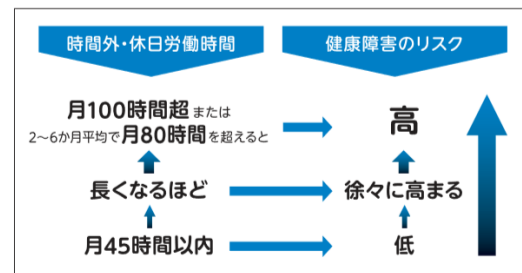 時間外・休日労働時間
健康障害のリスク
月100時間超または
2～6か月平均で月80時間を超えると
高
長くなるほど
徐々に高まる
月45時間以内
低